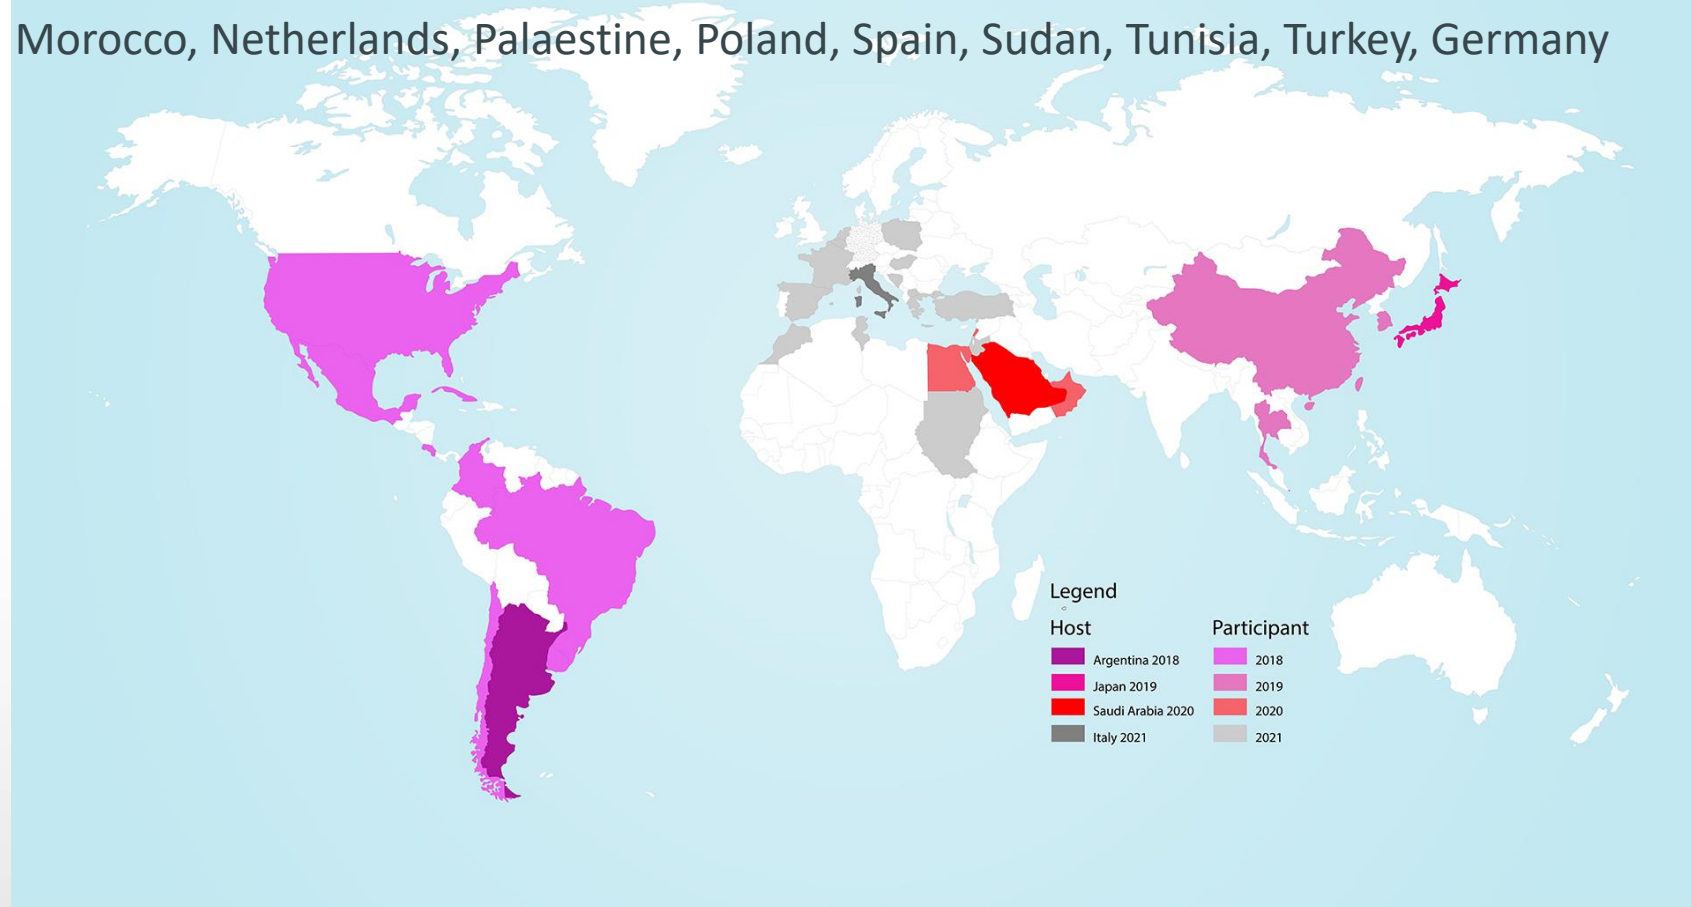 Morocco, Netherlands, Palaestine, Poland, Spain, Sudan, Tunisia, Turkey, Germany
Legend
Host Participant
Argentina 2018 2018
Japan 2019 2019
Saudi Arabia 2020 2020
Italy 2021 2021